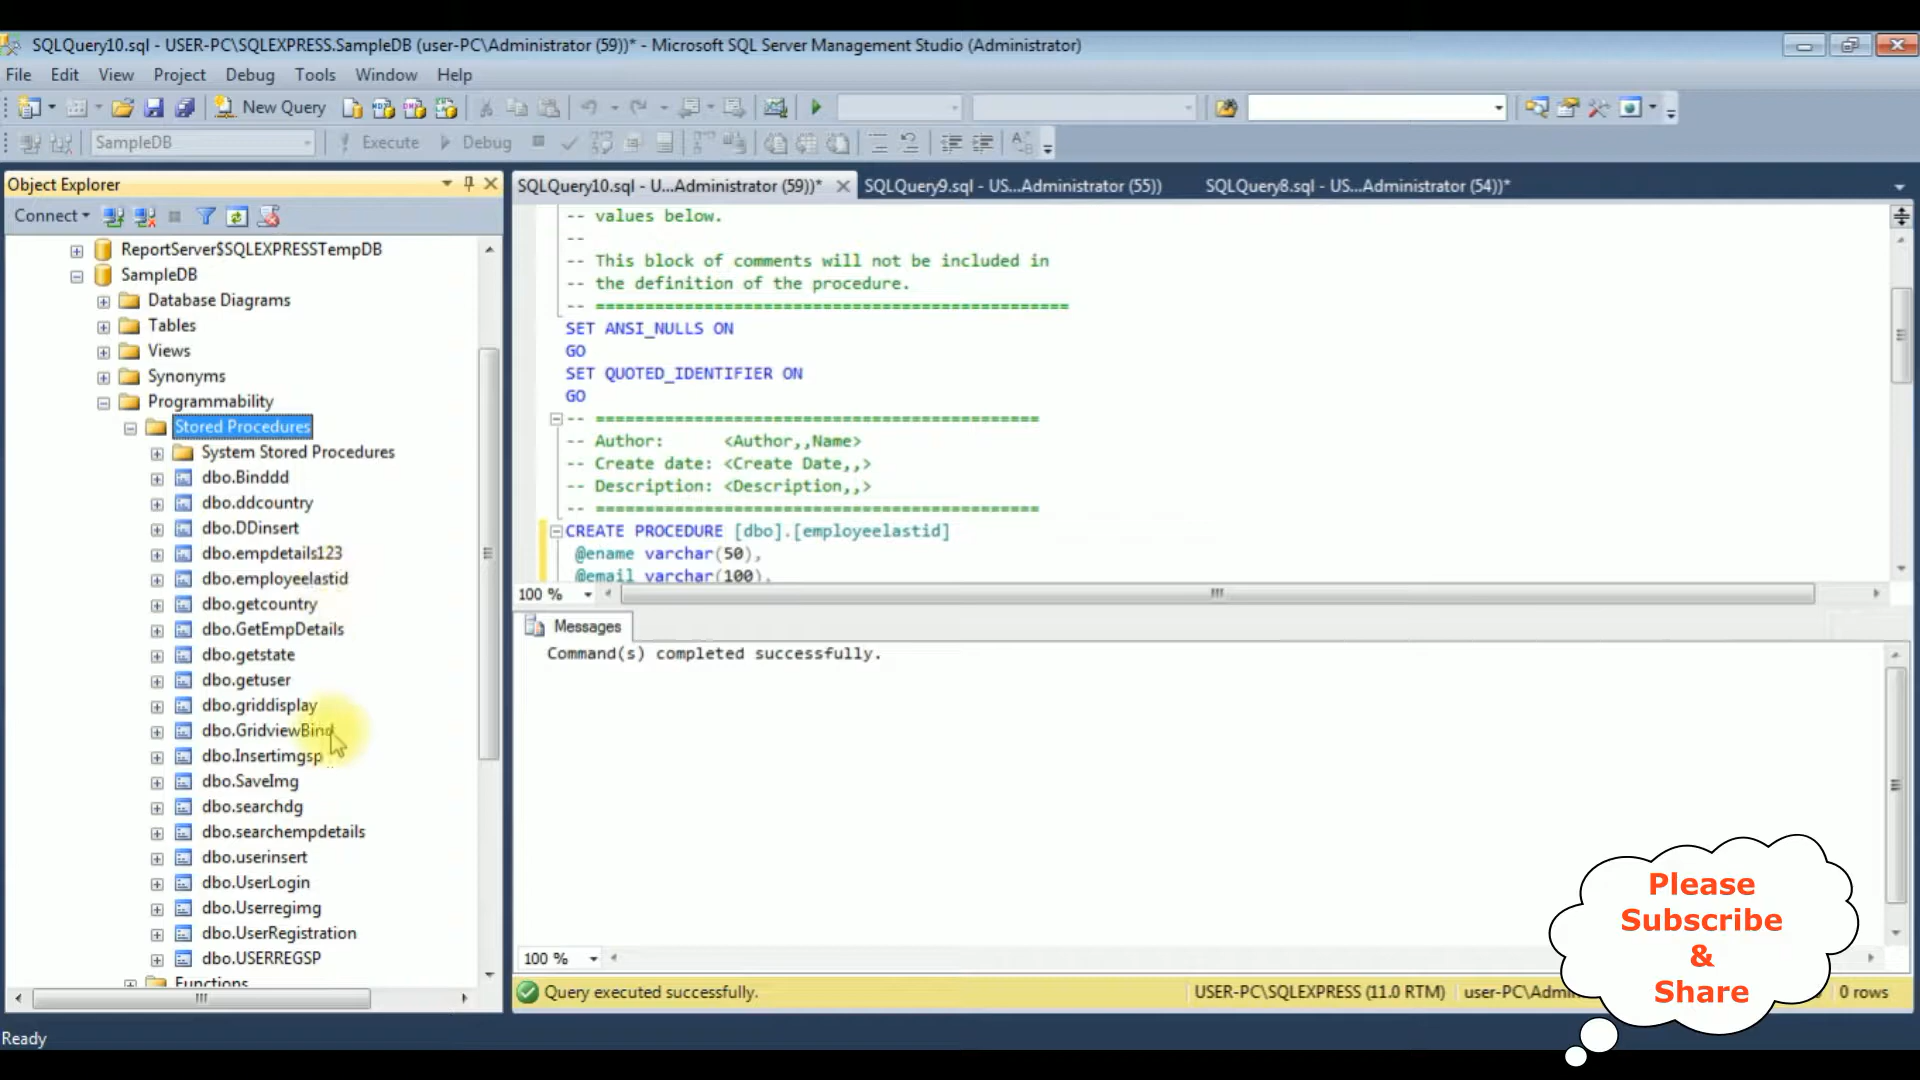 SQLQuery10.sql - USER-PC\SQLEXPRESS.SampleDB (user-PC\Administrator (59))* - Microsoft SQL Server Management Studio (Administrator)
File Edit View Project Debug Tools Window Help
New Query
SampleDB Execute Debug
Object Explorer
Connect
ReportServer$SQLEXPRESSTempDB
SampleDB
Database Diagrams
Tables
Views
Synonyms
Programmability
Stored Procedures
System Stored Procedures
dbo.Binddd
dbo.ddcountry
dbo.DDinsert
dbo.empdetails123
dbo.employeelastid
dbo.getcountry
dbo.GetEmpDetails
dbo.getstate
dbo.getuser
dbo.griddisplay
dbo.GridviewBind
dbo.Insertimgsp
dbo.SaveImg
dbo.searchdg
dbo.searchempdetails
dbo.userinsert
dbo.UserLogin
dbo.Userregimg
dbo.UserRegistration
dbo.USERREGSP
Functions
SQLQuery10.sql - U...Administrator (59))* SQLQuery9.sql - US...Administrator (55)) SQLQuery8.sql - US...Administrator (54))*
-- values below.
--
-- This block of comments will not be included in
-- the definition of the procedure.
-- ================================================
SET ANSI_NULLS ON
GO
SET QUOTED_IDENTIFIER ON
GO
-- =============================================
-- Author: <Author,,Name>
-- Create date: <Create Date,,>
-- Description: <Description,,>
-- =============================================
CREATE PROCEDURE [dbo].[employeelastid]
@ename varchar(50),
@email varchar(100),
100 %
Messages
Command(s) completed successfully.
100 %
Query executed successfully. USER-PC\SQLEXPRESS (11.0 RTM) user-PC\Admin 0 rows
Please
Subscribe
&
Share
Ready